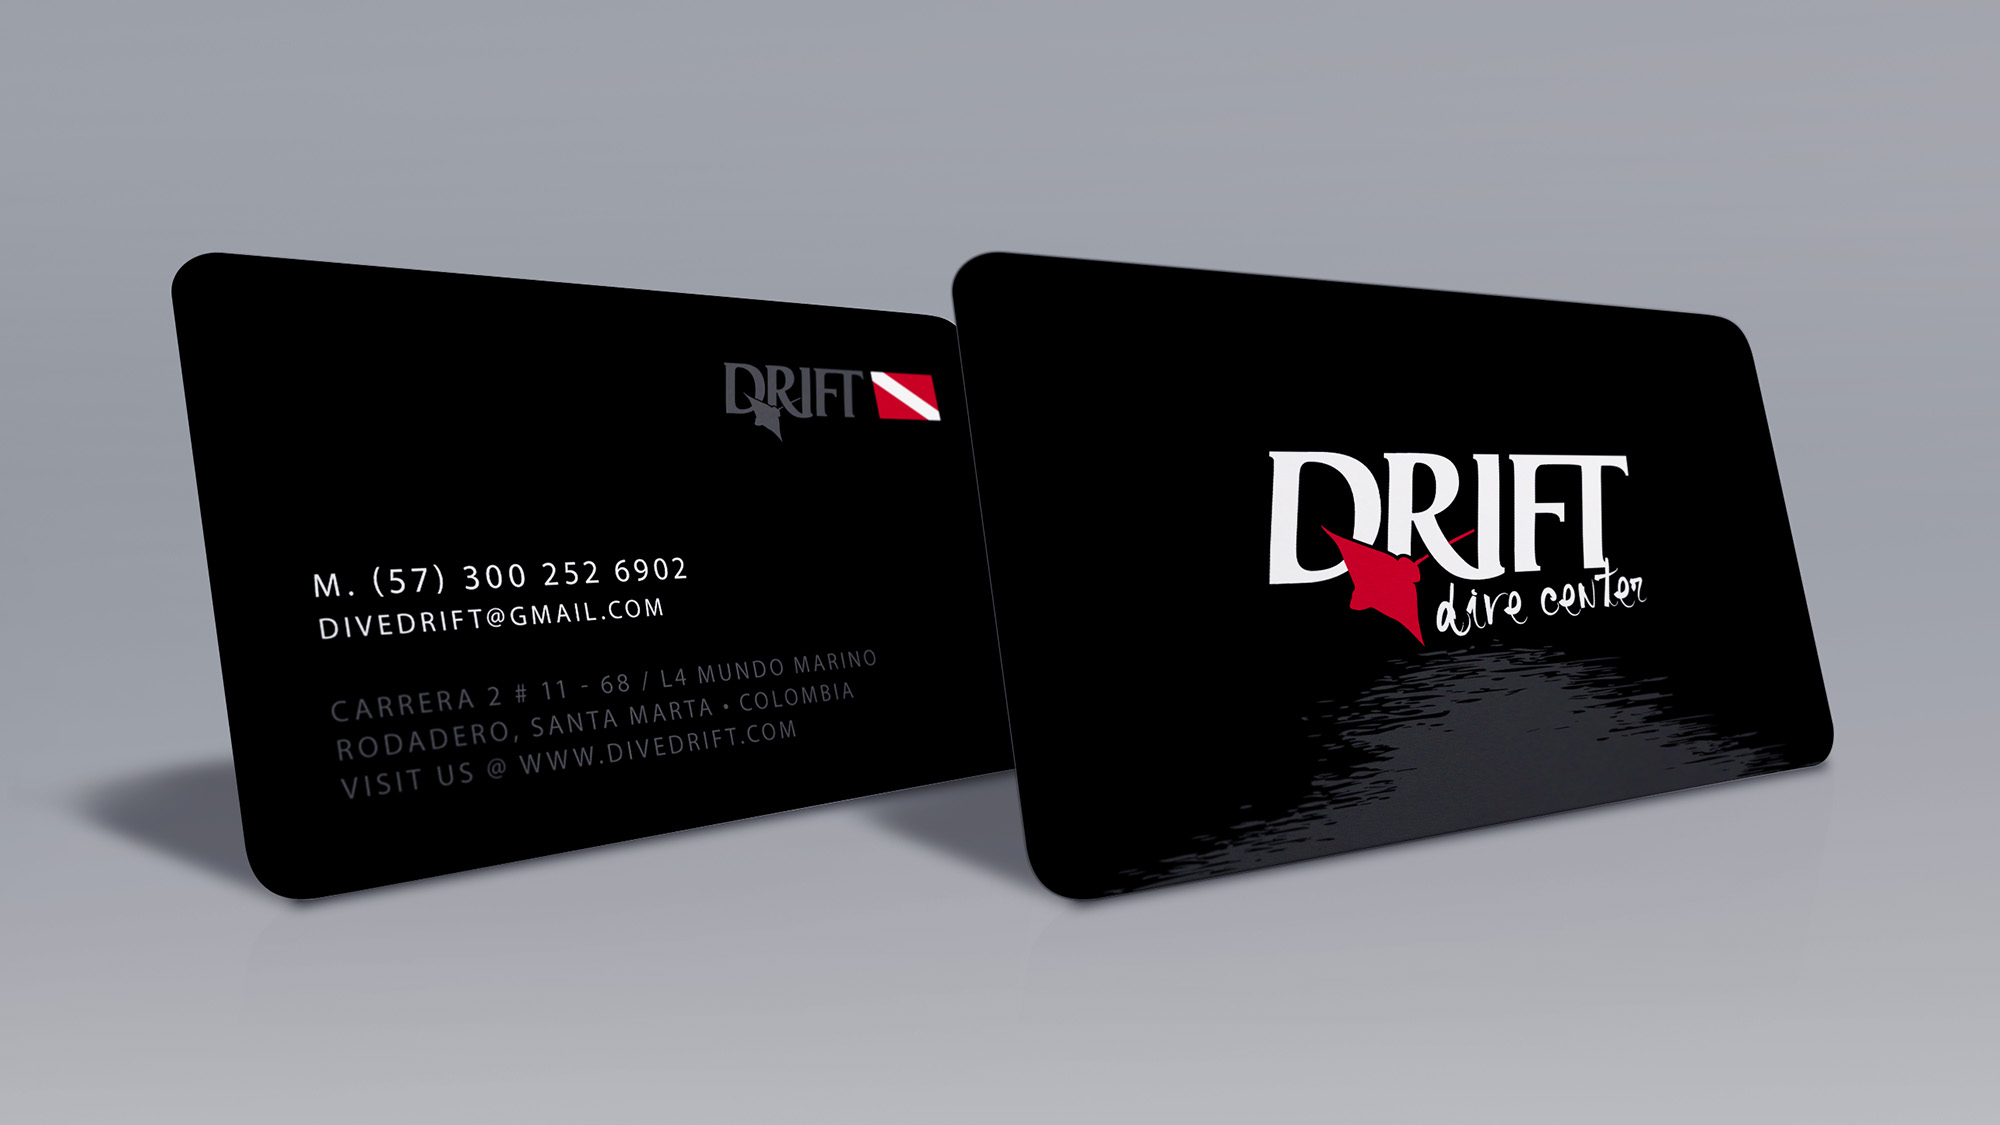 DRIFT
M. (57) 300 252 6902
DIVEDRIFT@GMAIL.COM
CARRERA 2 # 11 - 68 / L4 MUNDO MARINO
RODADERO, SANTA MARTA • COLOMBIA
VISIT US @ WWW.DIVEDRIFT.COM
DRIFT
dive center